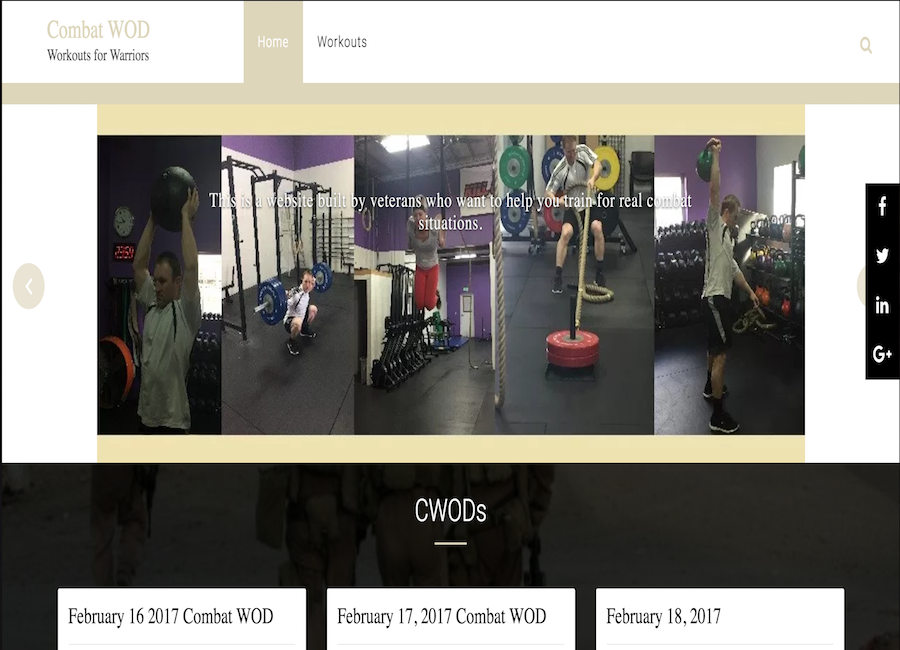 Combat WOD
Workouts for Warriors
Home
Workouts
This is a website built by veterans who want to help you train for real combat
situations.
CWODs
February 16 2017 Combat WOD
February 17, 2017 Combat WOD
February 18, 2017